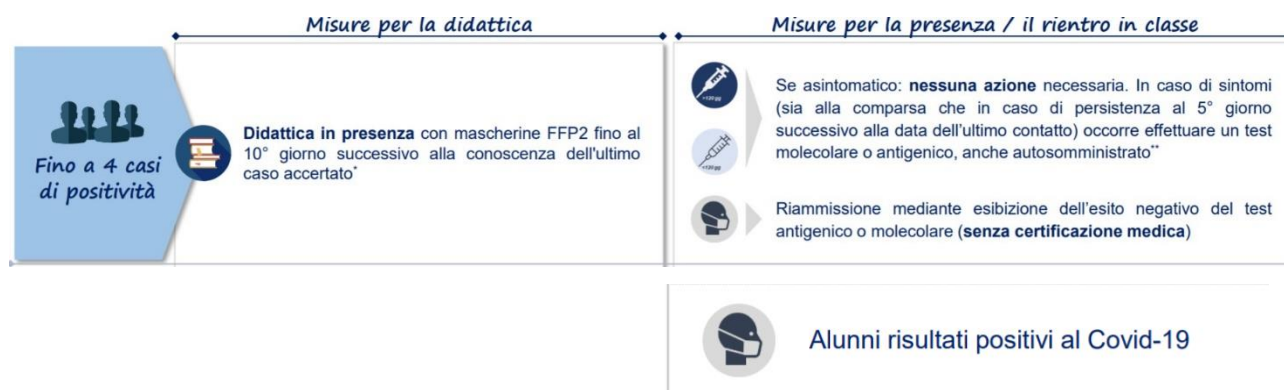 Misure per la didattica
Misure per la presenza / il rientro in classe
Fino a 4 casi
di positività
Didattica in presenza con mascherine FFP2 fino al
10° giorno successivo alla conoscenza dell'ultimo
caso accertato*
Se asintomatico: nessuna azione necessaria. In caso di sintomi
(sia alla comparsa che in caso di persistenza al 5° giorno
successivo alla data dell'ultimo contatto) occorre effettuare un test
molecolare o antigenico, anche autosomministrato**
<120 gg
>120 gg
Riammissione mediante esibizione dell'esito negativo del test
antigenico o molecolare (senza certificazione medica)
Alunni risultati positivi al Covid-19